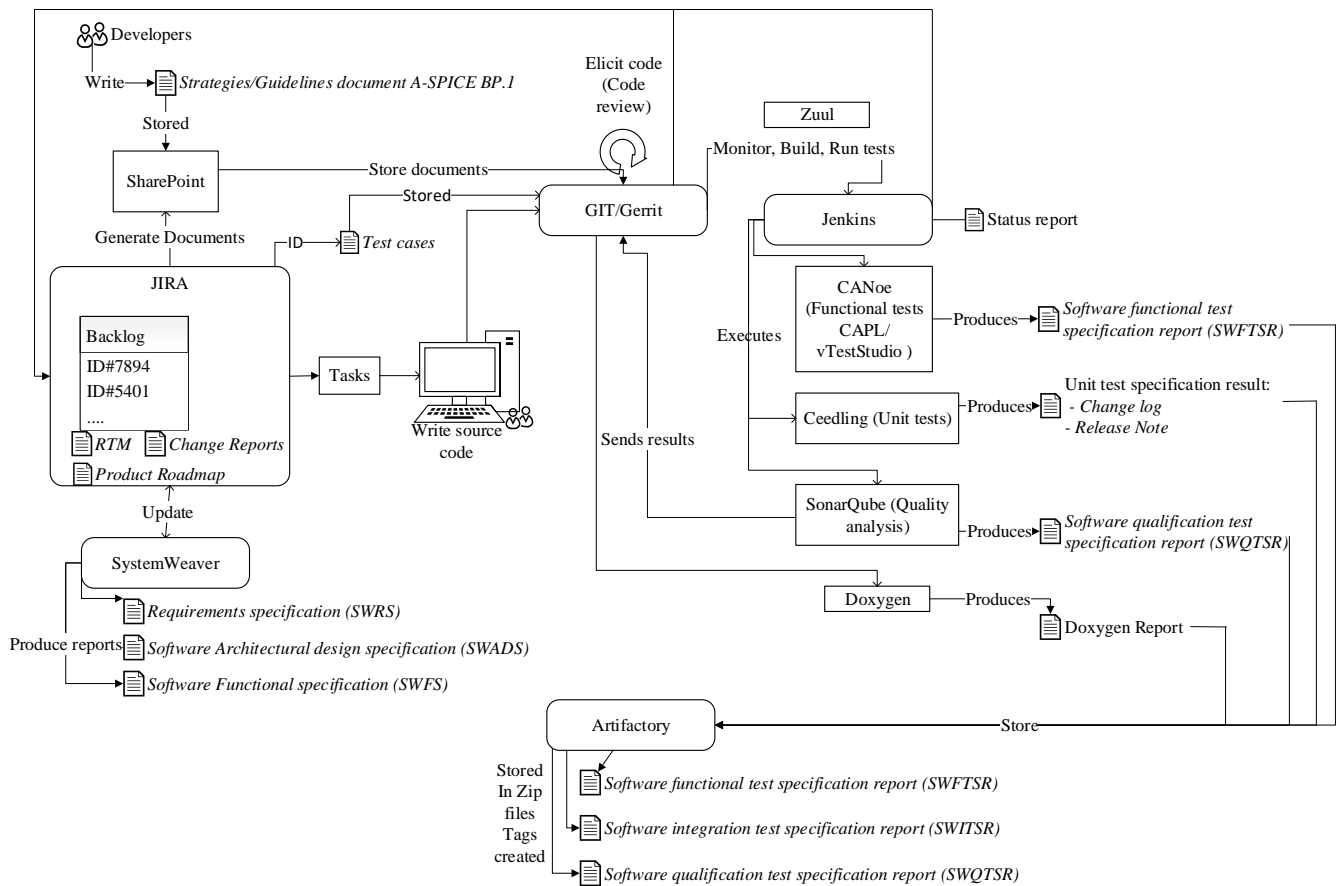 Developers
Write
Strategies/Guidelines document A-SPICE BP.1
Stored
SharePoint
Store documents
Elicit code
(Code
review)
Zuul
Monitor, Build, Run tests
Stored
GIT/Gerrit
Jenkins
Status report
Generate Documents
ID
Test cases
JIRA
Backlog
ID#7894
ID#5401
....
RTM
Change Reports
Product Roadmap
Tasks
Write source
code
CANoe
(Functional tests
CAPL/
vTestStudio )
Produces
Software functional test
specification report (SWFTSR)
Executes
Ceedling (Unit tests)
Produces
Unit test specification result:
- Change log
- Release Note
Sends results
SonarQube (Quality
analysis)
Produces
Software qualification test
specification report (SWQTSR)
Update
SystemWeaver
Requirements specification (SWRS)
Produce reports
Software Architectural design specification (SWADS)
Software Functional specification (SWFS)
Doxygen
Produces
Doxygen Report
Artifactory
Store
Stored
In Zip
files
Tags
created
Software functional test specification report (SWFTSR)
Software integration test specification report (SWITSR)
Software qualification test specification report (SWQTSR)